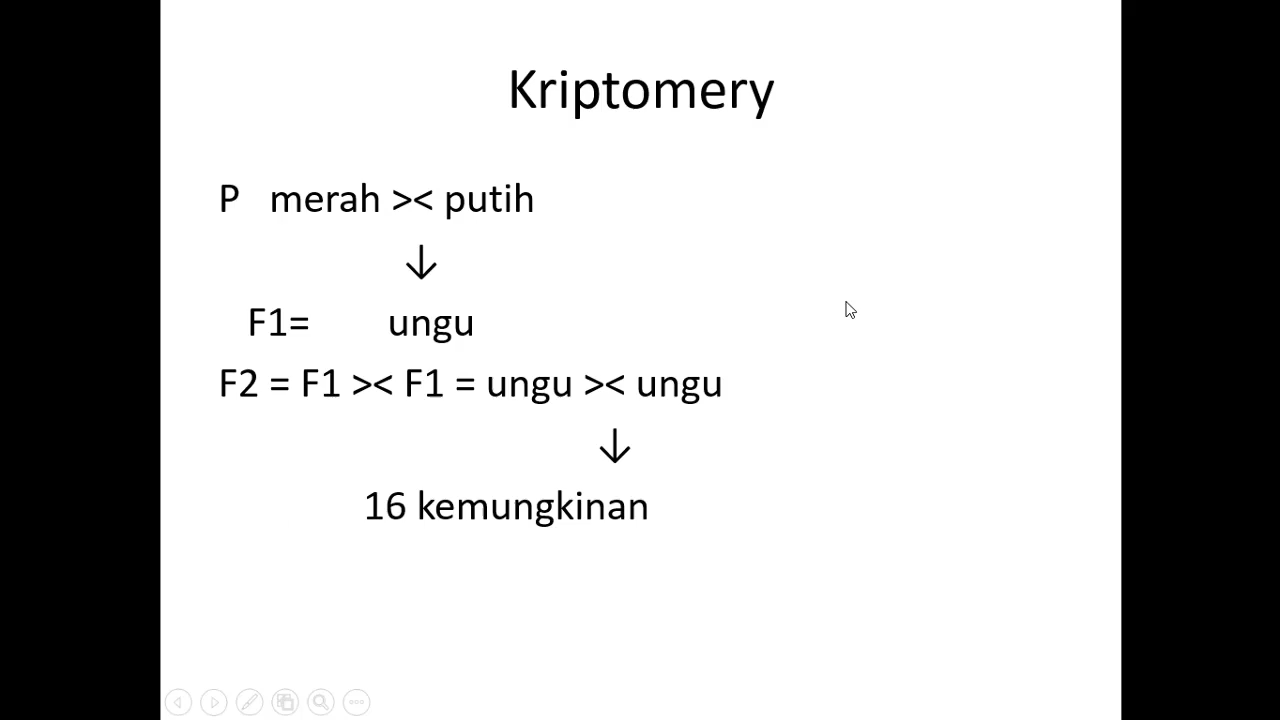 Kriptomery
P merah >< putih
↓
F1= ungu
F2 = F1 >< F1 = ungu >< ungu
↓
16 kemungkinan